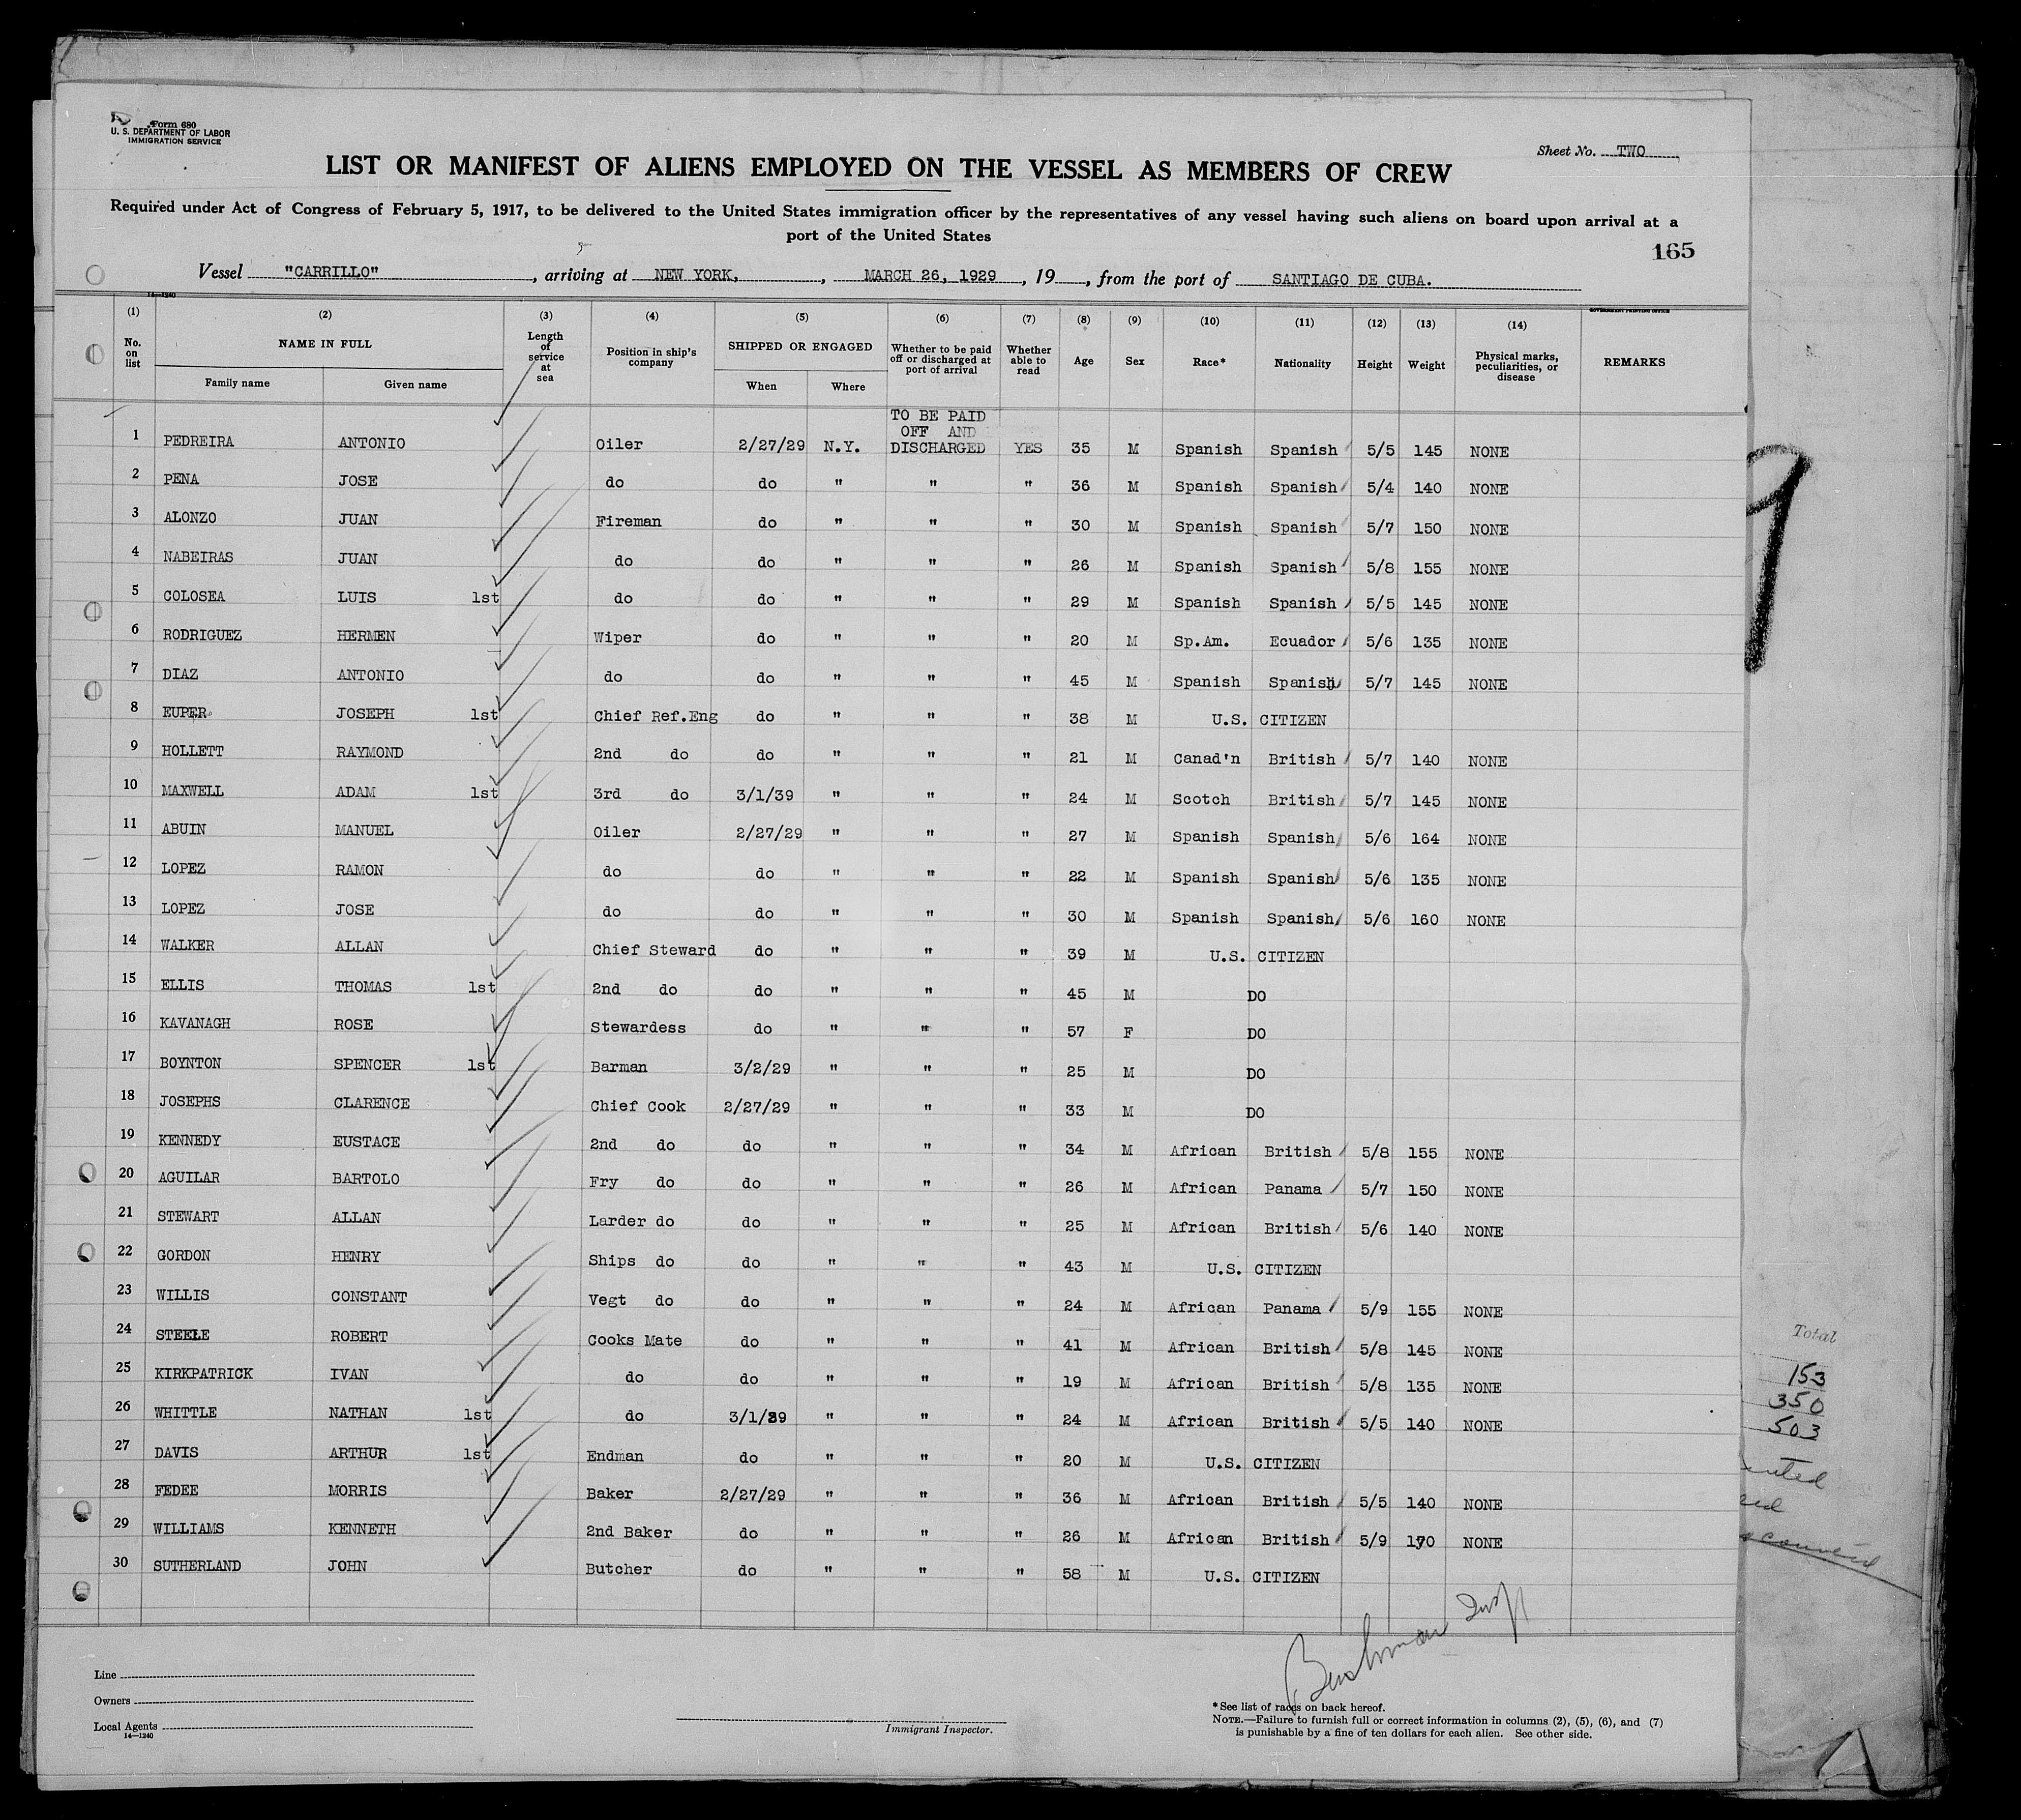 Form 680
U. S. DEPARTMENT OF LABOR
IMMIGRATION SERVICE
Sheet No. TWO
LIST OR MANIFEST OF ALIENS EMPLOYED ON THE VESSEL AS MEMBERS OF CREW
Required under Act of Congress of February 5, 1917, to be delivered to the United States immigration officer by the representatives of any vessel having such aliens on board upon arrival at a
port of the United States
165
Vessel "CARRILLO", arriving at NEW YORK, , MARCH 26, 1929, 19 , from the port of SANTIAGO DE CUBA.
14—1240
GOVERNMENT PRINTING OFFICE
(1) (2) (3) (4) (5) (6) (7) (8) (9) (10) (11) (12) (13) (14)
No. on list NAME IN FULL Length of service at sea Position in ship's company SHIPPED OR ENGAGED Whether to be paid off or discharged at port of arrival Whether able to read Age Sex Race* Nationality Height Weight Physical marks, peculiarities, or disease REMARKS
Family name Given name When Where
TO BE PAID
OFF AND
1 PEDREIRA ANTONIO Oiler 2/27/29 N.Y. DISCHARGED YES 35 M Spanish Spanish 5/5 145 NONE
2 PENA JOSE do do " " " 36 M Spanish Spanish 5/4 140 NONE
3 ALONZO JUAN Fireman do " " " 30 M Spanish Spanish 5/7 150 NONE
4 NABEIRAS JUAN do do " " " 26 M Spanish Spanish 5/8 155 NONE
5 COLOSEA LUIS 1st do do " " " 29 M Spanish Spanish 5/5 145 NONE
6 RODRIGUEZ HERMEN Wiper do " " " 20 M Sp.Am. Ecuador 5/6 135 NONE
7 DIAZ ANTONIO do do " " " 45 M Spanish Spanish 5/7 145 NONE
8 EUPER JOSEPH 1st Chief Ref.Eng do " " " 38 M U.S. CITIZEN
9 HOLLETT RAYMOND 2nd do do " " " 21 M Canad'n British 5/7 140 NONE
10 MAXWELL ADAM 1st 3rd do 3/1/39 " " " 24 M Scotch British 5/7 145 NONE
11 ABUIN MANUEL Oiler 2/27/29 " " " 27 M Spanish Spanish 5/6 164 NONE
12 LOPEZ RAMON do do " " " 22 M Spanish Spanish 5/6 135 NONE
13 LOPEZ JOSE do do " " " 30 M Spanish Spanish 5/6 160 NONE
14 WALKER ALLAN Chief Steward do " " " 39 M U.S. CITIZEN
15 ELLIS THOMAS 1st 2nd do do " " " 45 M DO
16 KAVANAGH ROSE Stewardess do " " " 57 F DO
17 BOYNTON SPENCER 1st Barman 3/2/29 " " " 25 M DO
18 JOSEPHS CLARENCE Chief Cook 2/27/29 " " " 33 M DO
19 KENNEDY EUSTACE 2nd do do " " " 34 M African British 5/8 155 NONE
20 AGUILAR BARTOLO Fry do do " " " 26 M African Panama 5/7 150 NONE
21 STEWART ALLAN Larder do do " " " 25 M African British 5/6 140 NONE
22 GORDON HENRY Ships do do " " " 43 M U.S. CITIZEN
23 WILLIS CONSTANT Vegt do do " " " 24 M African Panama 5/9 155 NONE
24 STEELE ROBERT Cooks Mate do " " " 41 M African British 5/8 145 NONE
25 KIRKPATRICK IVAN do do " " " 19 M African British 5/8 135 NONE
26 WHITTLE NATHAN 1st do 3/1/29 " " " 24 M African British 5/5 140 NONE
27 DAVIS ARTHUR 1st Endman do " " " 20 M U.S. CITIZEN
28 FEDEE MORRIS Baker 2/27/29 " " " 36 M African British 5/5 140 NONE
29 WILLIAMS KENNETH 2nd Baker do " " " 26 M African British 5/9 170 NONE
30 SUTHERLAND JOHN Butcher do " " " 58 M U.S. CITIZEN
Bushman Insp
Line
Owners
Local Agents
14—1240
Immigrant Inspector.
*See list of races on back hereof.
NOTE.—Failure to furnish full or correct information in columns (2), (5), (6), and (7)
is punishable by a fine of ten dollars for each alien. See other side.
Total
153
350
503